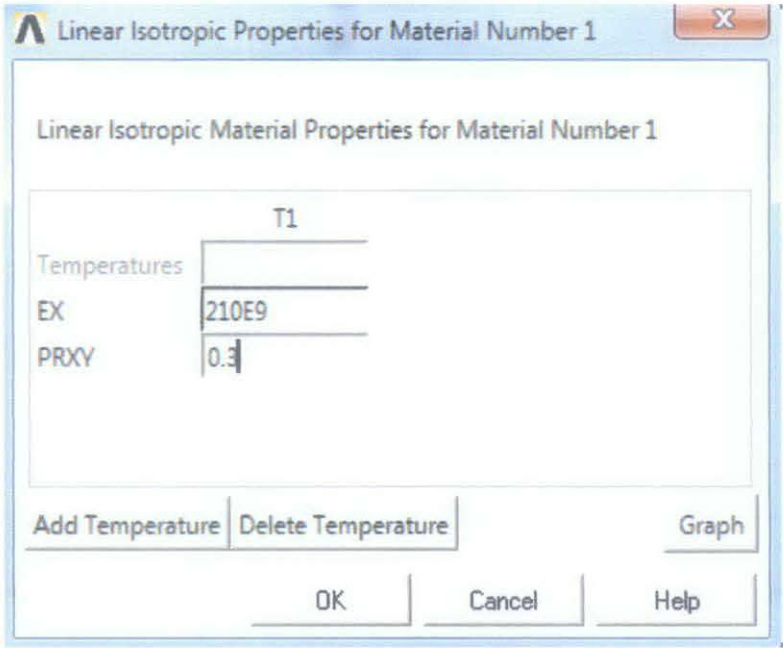 Linear Isotropic Properties for Material Number 1
Linear Isotropic Material Properties for Material Number 1
T1
Temperatures
EX 210E9
PRXY 0.3
Add Temperature Delete Temperature Graph
OK Cancel Help